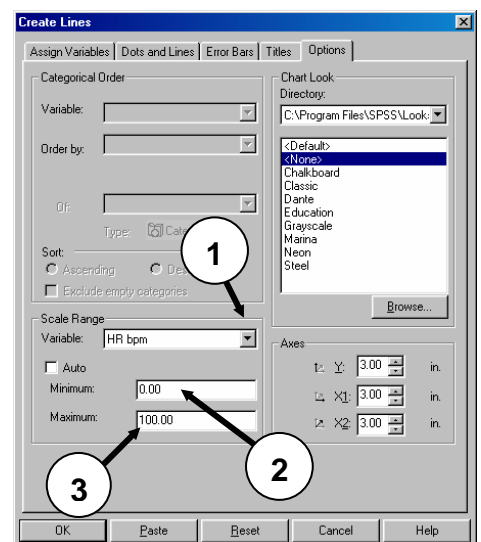 Create Lines
Assign Variables
Dots and Lines
Error Bars
Titles
Options
Categorical Order
Variable:
Order by:
Of:
Type:
Sort:
Ascending
Exclude empty categories
Scale Range
Variable:
HR bpm
Auto
Minimum:
0.00
Maximum:
100.00
Chart Look
Directory:
C:\Program Files\SPSS\Look
<Default>
<None>
Chalkboard
Classic
Dante
Education
Grayscale
Marina
Neon
Steel
Browse...
Axes
Y: 3.00 in.
X1: 3.00 in.
X2: 3.00 in.
1
2
3
OK
Paste
Reset
Cancel
Help